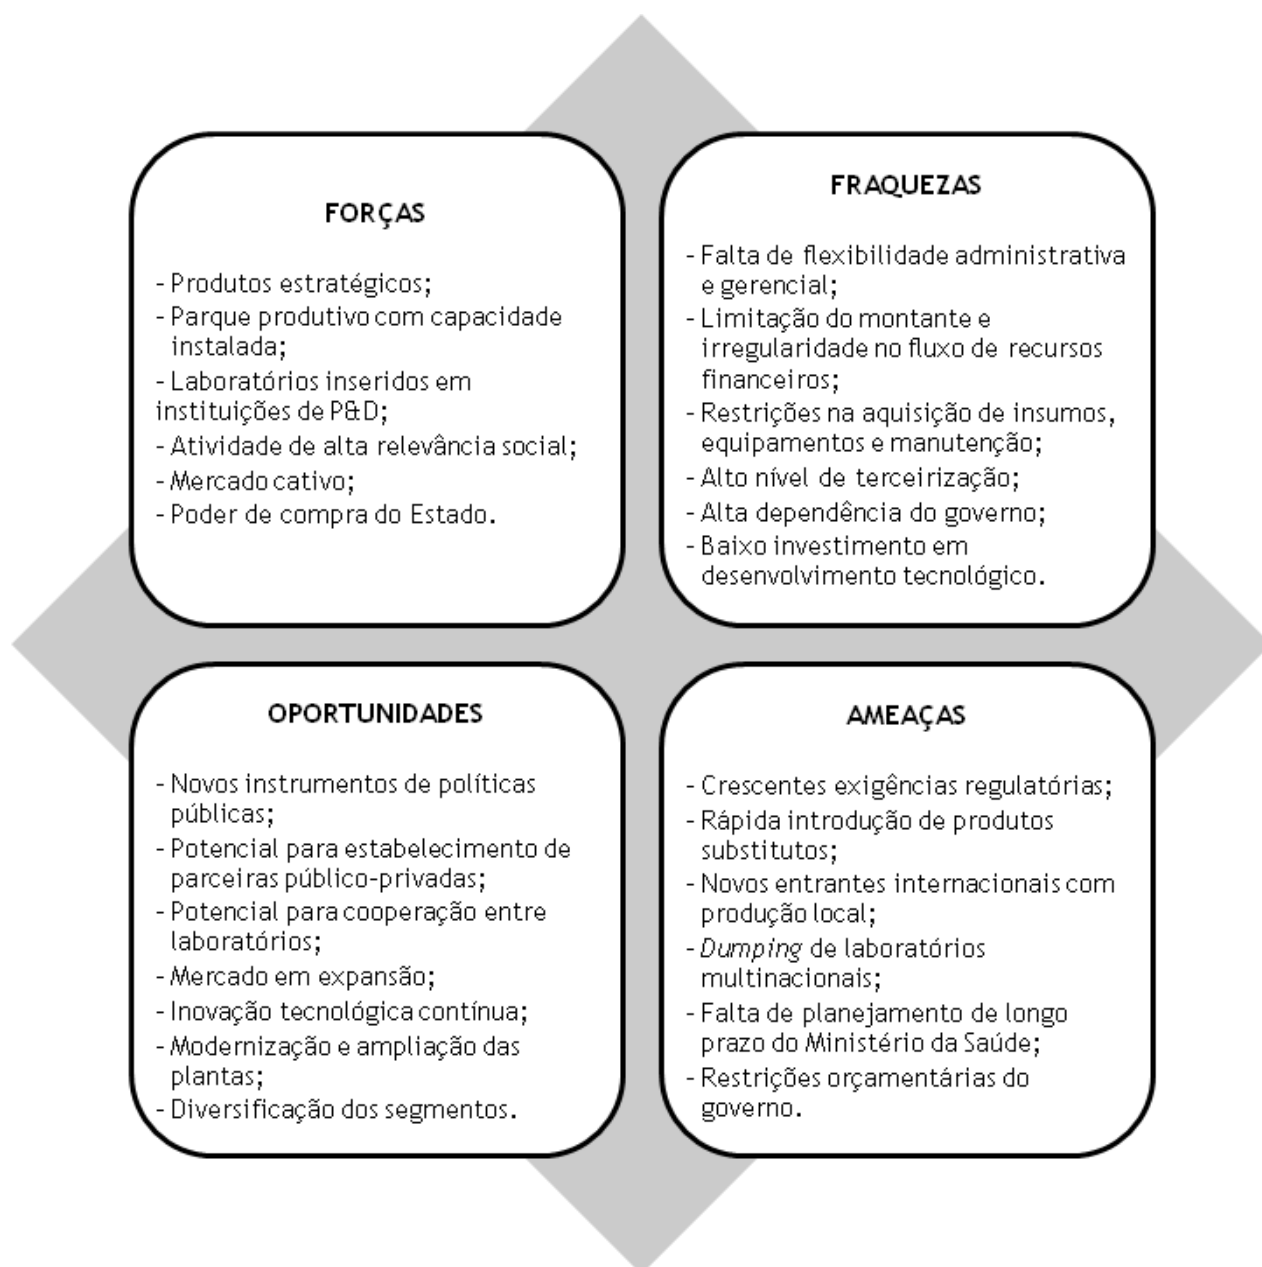 FORÇAS
- Produtos estratégicos;
- Parque produtivo com capacidade
instalada;
- Laboratórios inseridos em
instituições de P&D;
- Atividade de alta relevância social;
- Mercado cativo;
- Poder de compra do Estado.
FRAQUEZAS
- Falta de flexibilidade administrativa
e gerencial;
- Limitação do montante e
irregularidade no fluxo de recursos
financeiros;
- Restrições na aquisição de insumos,
equipamentos e manutenção;
- Alto nível de terceirização;
- Alta dependência do governo;
- Baixo investimento em
desenvolvimento tecnológico.
OPORTUNIDADES
- Novos instrumentos de políticas
públicas;
- Potencial para estabelecimento de
parceiras público-privadas;
- Potencial para cooperação entre
laboratórios;
- Mercado em expansão;
- Inovação tecnológica contínua;
- Modernização e ampliação das
plantas;
- Diversificação dos segmentos.
AMEAÇAS
- Crescentes exigências regulatórias;
- Rápida introdução de produtos
substitutos;
- Novos entrantes internacionais com
produção local;
- Dumping de laboratórios
multinacionais;
- Falta de planejamento de longo
prazo do Ministério da Saúde;
- Restrições orçamentárias do
governo.